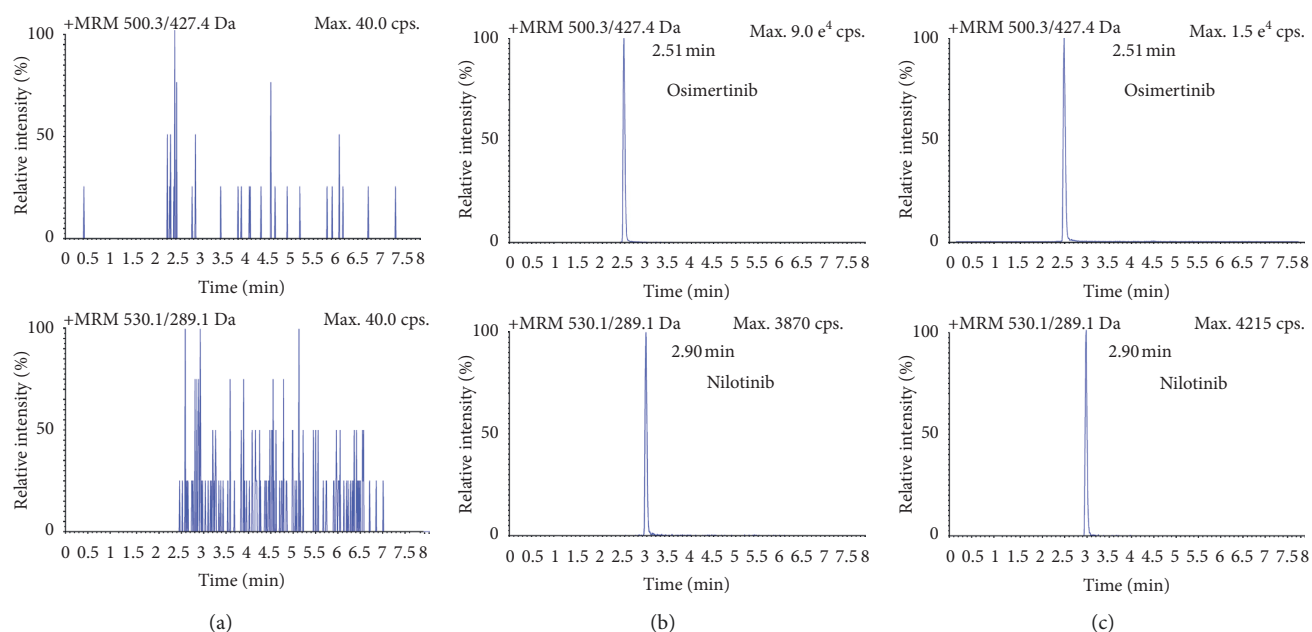 +MRM 500.3/427.4 Da Max. 40.0 cps.
Relative intensity (%)
100
50
0
0 0.5 1 1.5 2 2.5 3 3.5 4 4.5 5 5.5 6 6.5 7 7.5 8
Time (min)
+MRM 500.3/427.4 Da Max. 9.0 e⁴ cps.
2.51 min
Osimertinib
Relative intensity (%)
100
50
0
0 0.5 1 1.5 2 2.5 3 3.5 4 4.5 5 5.5 6 6.5 7 7.5 8
Time (min)
+MRM 500.3/427.4 Da Max. 1.5 e⁴ cps.
2.51 min
Osimertinib
Relative intensity (%)
100
50
0
0 0.5 1 1.5 2 2.5 3 3.5 4 4.5 5 5.5 6 6.5 7 7.5 8
Time (min)
+MRM 530.1/289.1 Da Max. 40.0 cps.
Relative intensity (%)
100
50
0
0 0.5 1 1.5 2 2.5 3 3.5 4 4.5 5 5.5 6 6.5 7 7.5 8
Time (min)
(a)
+MRM 530.1/289.1 Da Max. 3870 cps.
2.90 min
Nilotinib
Relative intensity (%)
100
50
0
0 0.5 1 1.5 2 2.5 3 3.5 4 4.5 5 5.5 6 6.5 7 7.5 8
Time (min)
(b)
+MRM 530.1/289.1 Da Max. 4215 cps.
2.90 min
Nilotinib
Relative intensity (%)
100
50
0
0 0.5 1 1.5 2 2.5 3 3.5 4 4.5 5 5.5 6 6.5 7 7.5 8
Time (min)
(c)